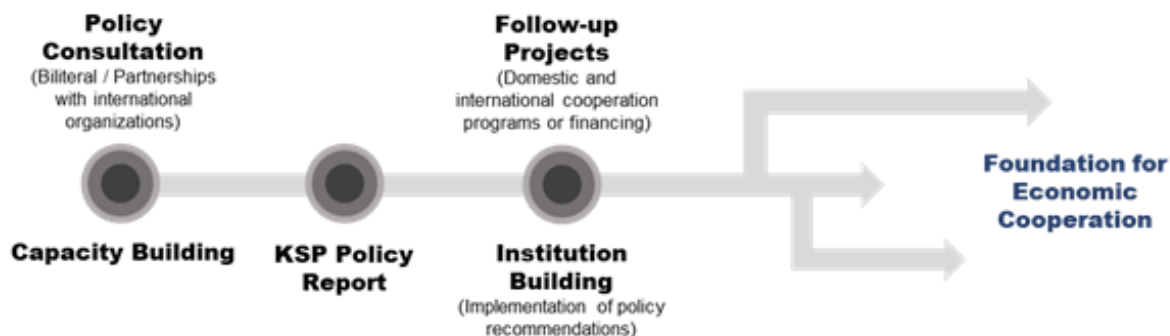 Policy
Consultation
(Biliteral / Partnerships
with international
organizations)
Capacity Building
KSP Policy
Report
Follow-up
Projects
(Domestic and
international cooperation
programs or financing)
Institution
Building
(Implementation of policy
recommendations)
Foundation for
Economic
Cooperation